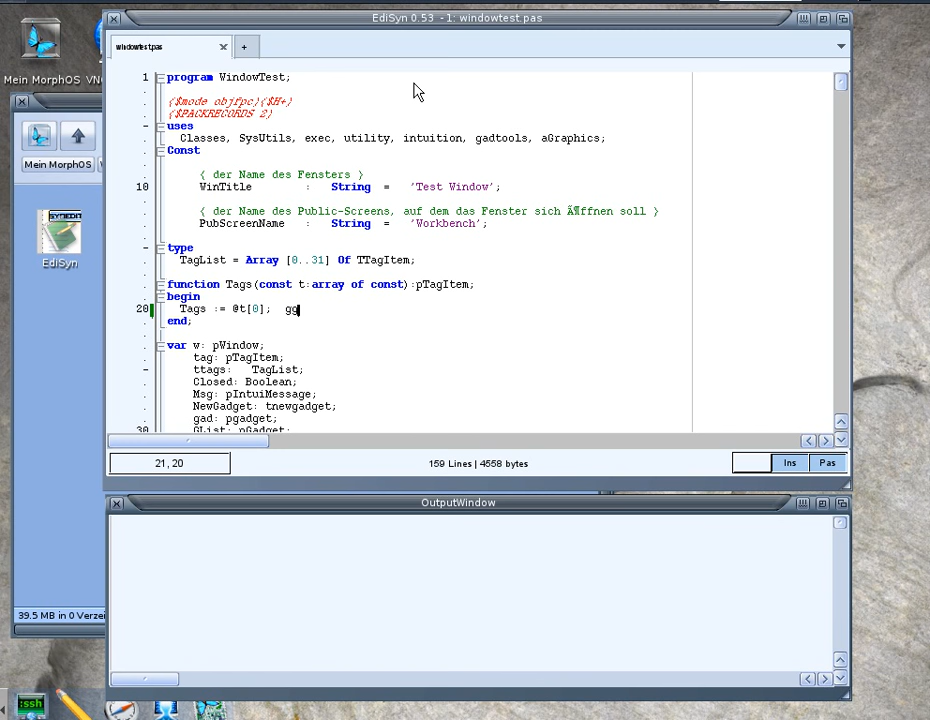 EdiSyn 0.53 - 1: windowtest.pas
windowtest.pas
+
Mein MorphOS
Mein MorphOS
EdiSyn
39.5 MB in 0 Verzei
:ssh
1 program WindowTest;
{$mode objfpc}{$H+}
{$PACKRECORDS 2}
uses
Classes, SysUtils, exec, utility, intuition, gadtools, aGraphics;
Const
{ der Name des Fensters }
10 WinTitle : String = 'Test Window';
{ der Name des Public-Screens, auf dem das Fenster sich Ã¶ffnen soll }
PubScreenName : String = 'Workbench';
type
TagList = Array [0..31] Of TTagItem;
function Tags(const t:array of const):pTagItem;
begin
20 Tags := @t[0]; gg
end;
var w: pWindow;
tag: pTagItem;
ttags: TagList;
Closed: Boolean;
Msg: pIntuiMessage;
NewGadget: tnewgadget;
gad: pgadget;
30 GList: pGadget;
21, 20
159 Lines | 4558 bytes
Ins
Pas
OutputWindow